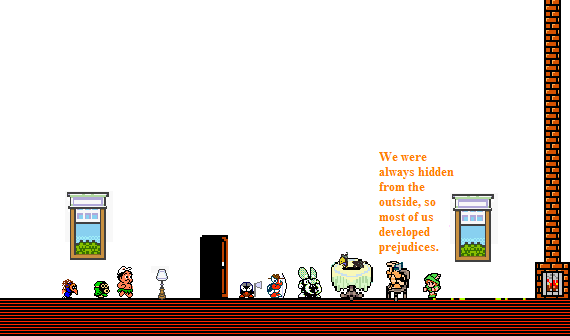 We were
always hidden
from the
outside, so
most of us
developed
prejudices.